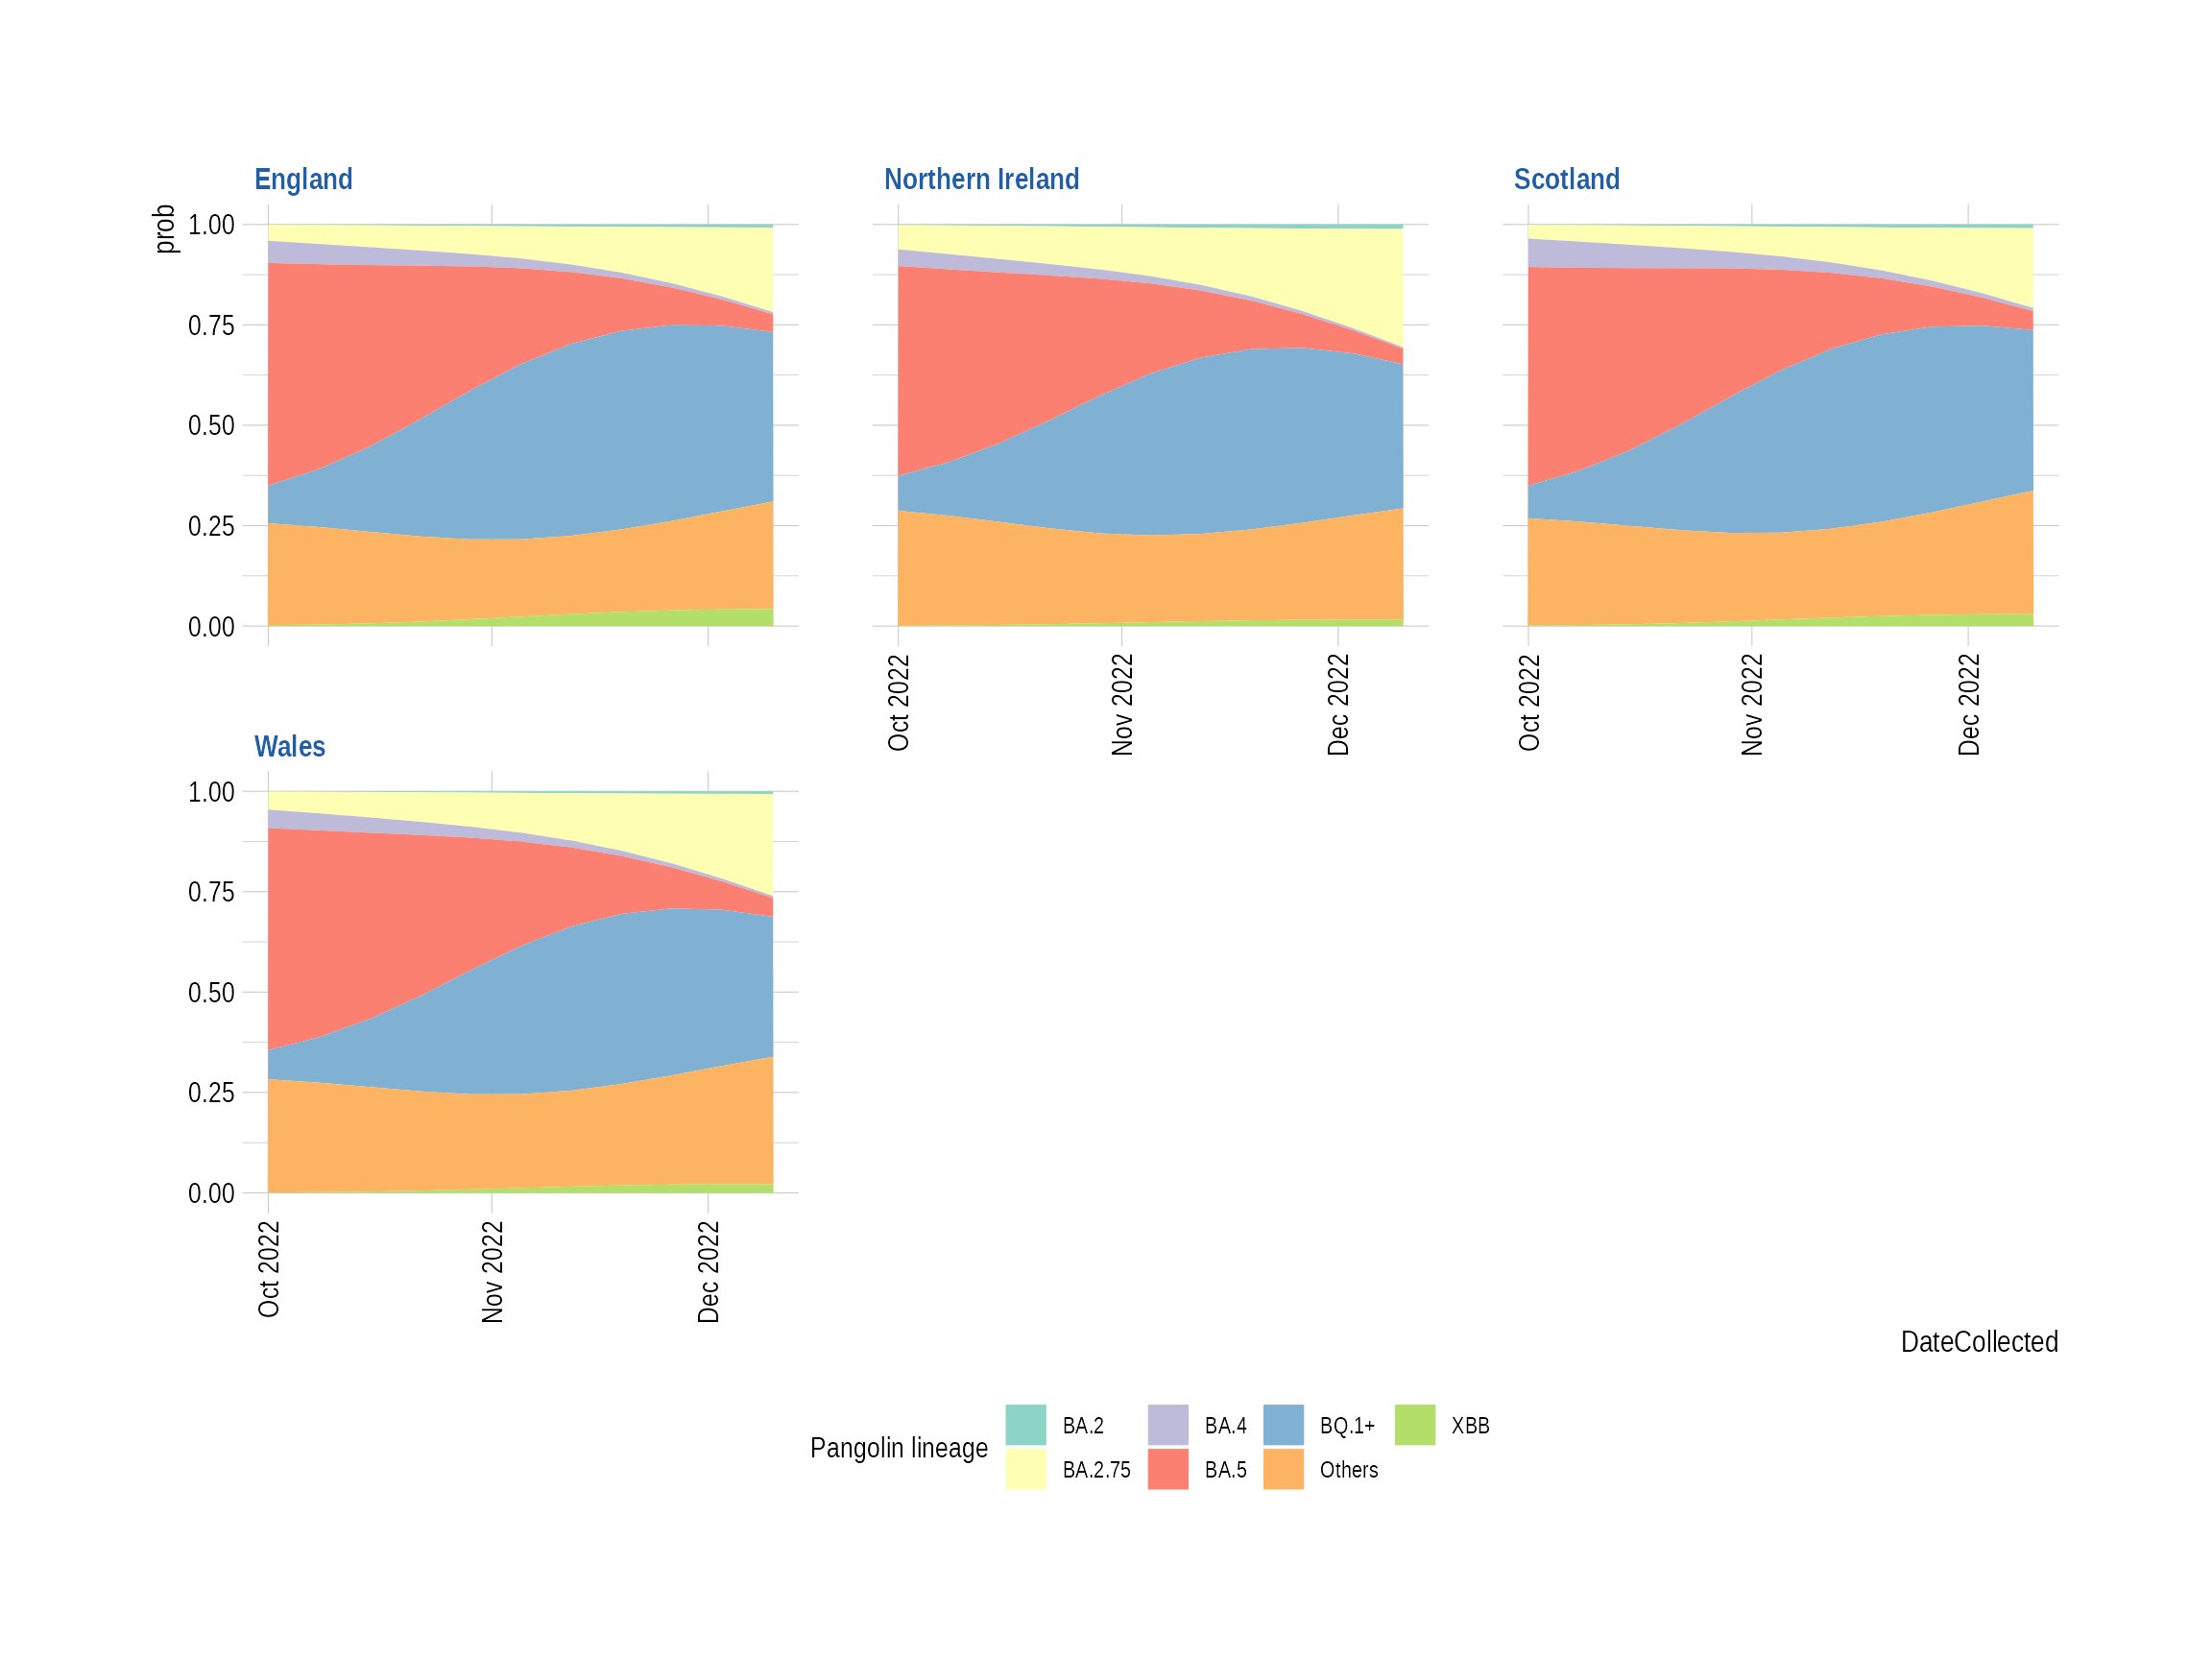 England
Northern Ireland
Scotland
prob
1.00
0.75
0.50
0.25
0.00
Oct 2022
Nov 2022
Dec 2022
Oct 2022
Nov 2022
Dec 2022
Wales
1.00
0.75
0.50
0.25
0.00
Oct 2022
Nov 2022
Dec 2022
DateCollected
Pangolin lineage
BA.2
BA.4
BQ.1+
XBB
BA.2.75
BA.5
Others